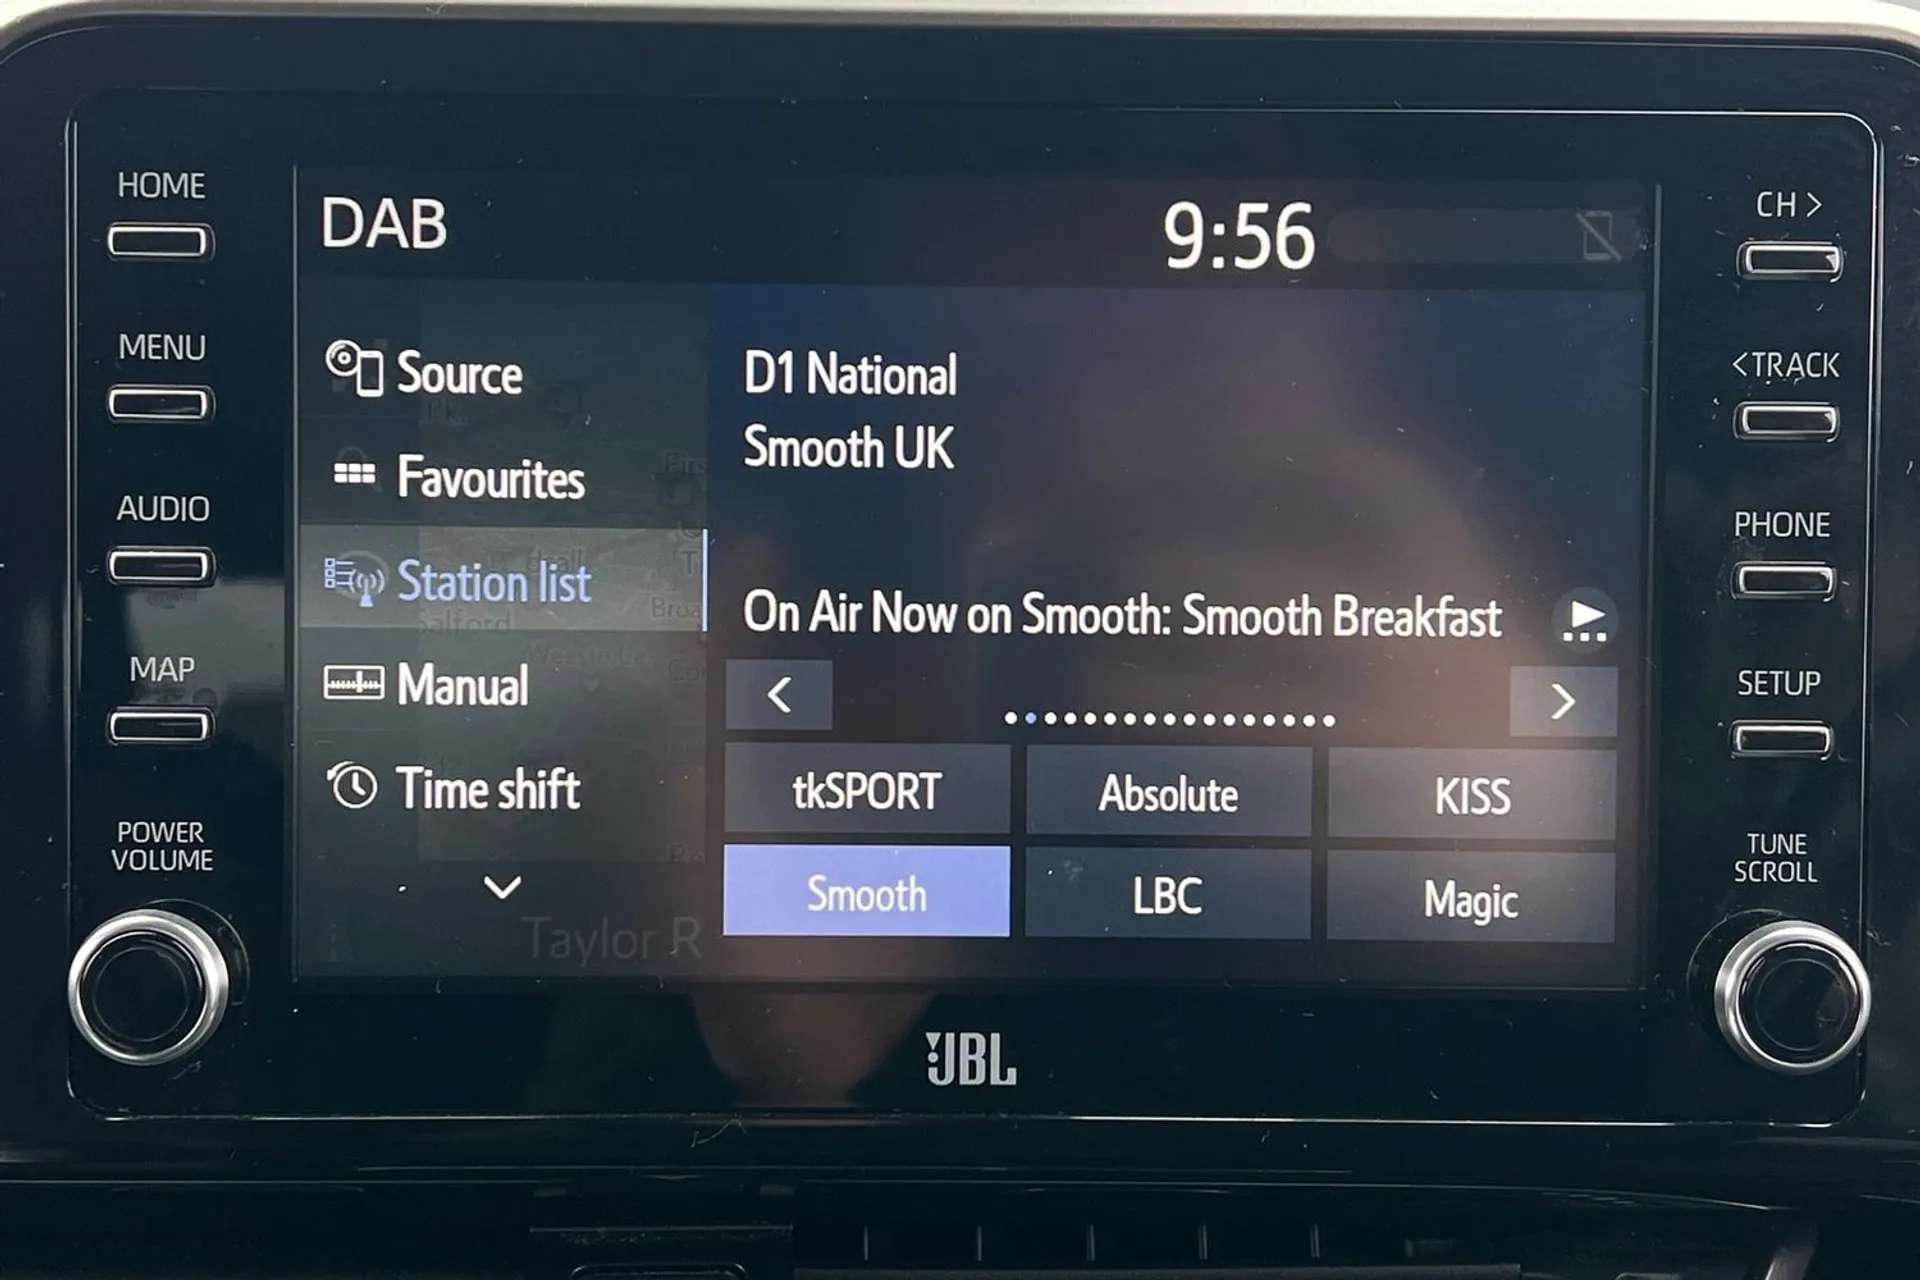 HOME
MENU
AUDIO
MAP
POWER
VOLUME
DAB
9:56
Source
Favourites
Station list
Salford
Manual
Time shift
Taylor R
D1 National
Smooth UK
On Air Now on Smooth: Smooth Breakfast
tkSPORT
Absolute
KISS
Smooth
LBC
Magic
CH >
<TRACK
PHONE
SETUP
TUNE
SCROLL
JBL